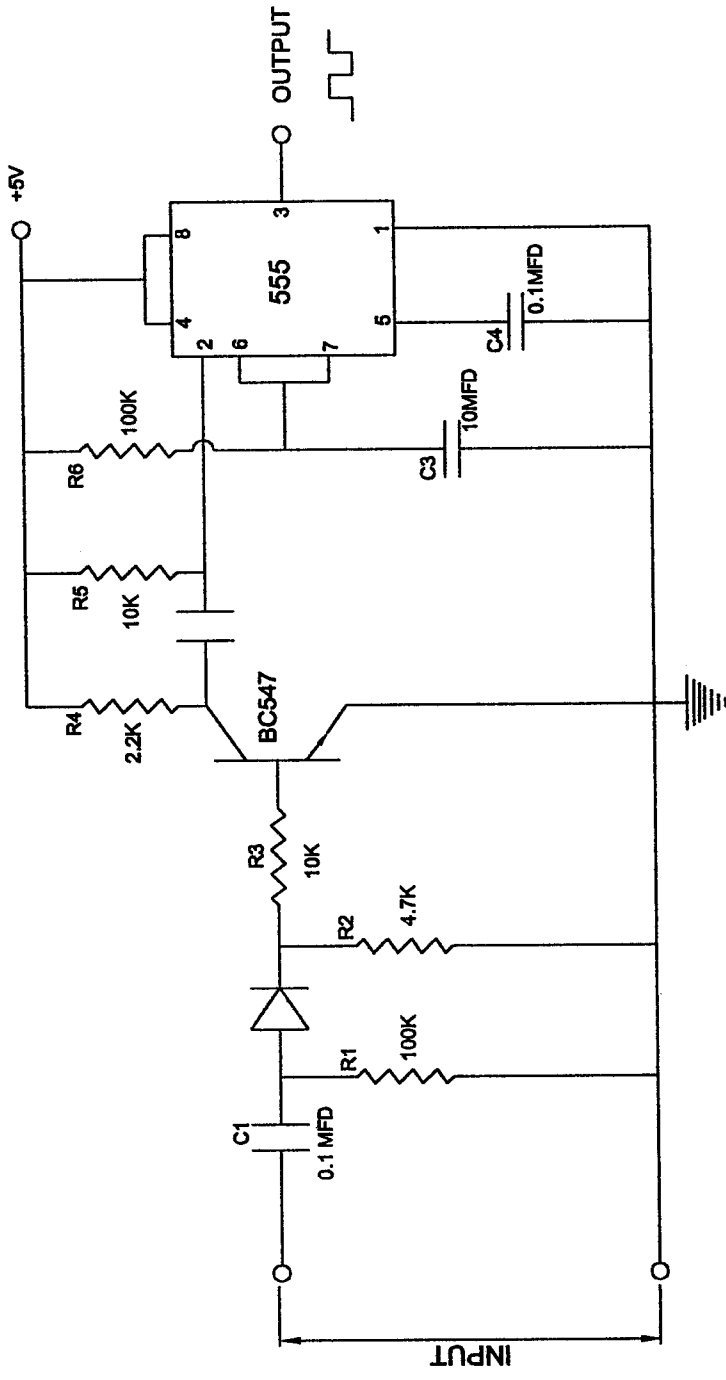 +5V
R4
2.2K
R5
10K
R6
100K
4
8
2
6
7
555
3
OUTPUT
5
1
BC547
C1
0.1 MFD
R1
100K
R2
4.7K
R3
10K
C3
10MFD
C4
0.1MFD
INPUT